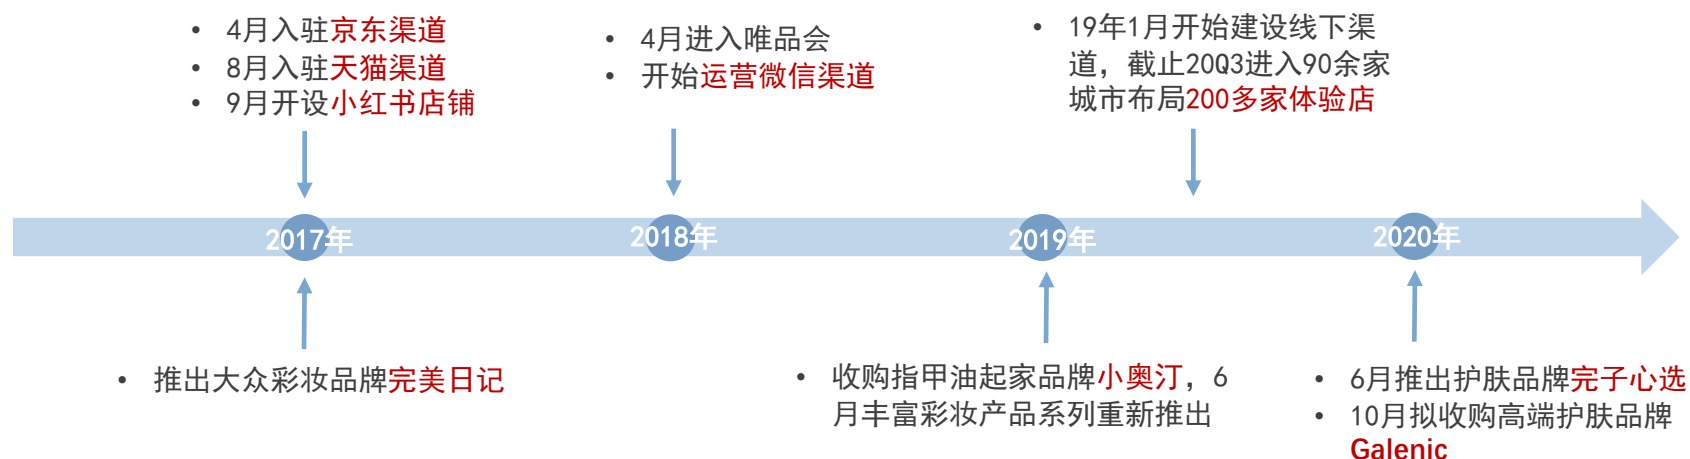 • 4月入驻京东渠道
• 8月入驻天猫渠道
• 9月开设小红书店铺
• 4月进入唯品会
• 开始运营微信渠道
• 19年1月开始建设线下渠
道，截止20Q3进入90余家
城市布局200多家体验店
2017年
2018年
2019年
2020年
• 推出大众彩妆品牌完美日记
• 收购指甲油起家品牌小奥汀，6
月丰富彩妆产品系列重新推出
• 6月推出护肤品牌完子心选
• 10月拟收购高端护肤品牌
Galenic